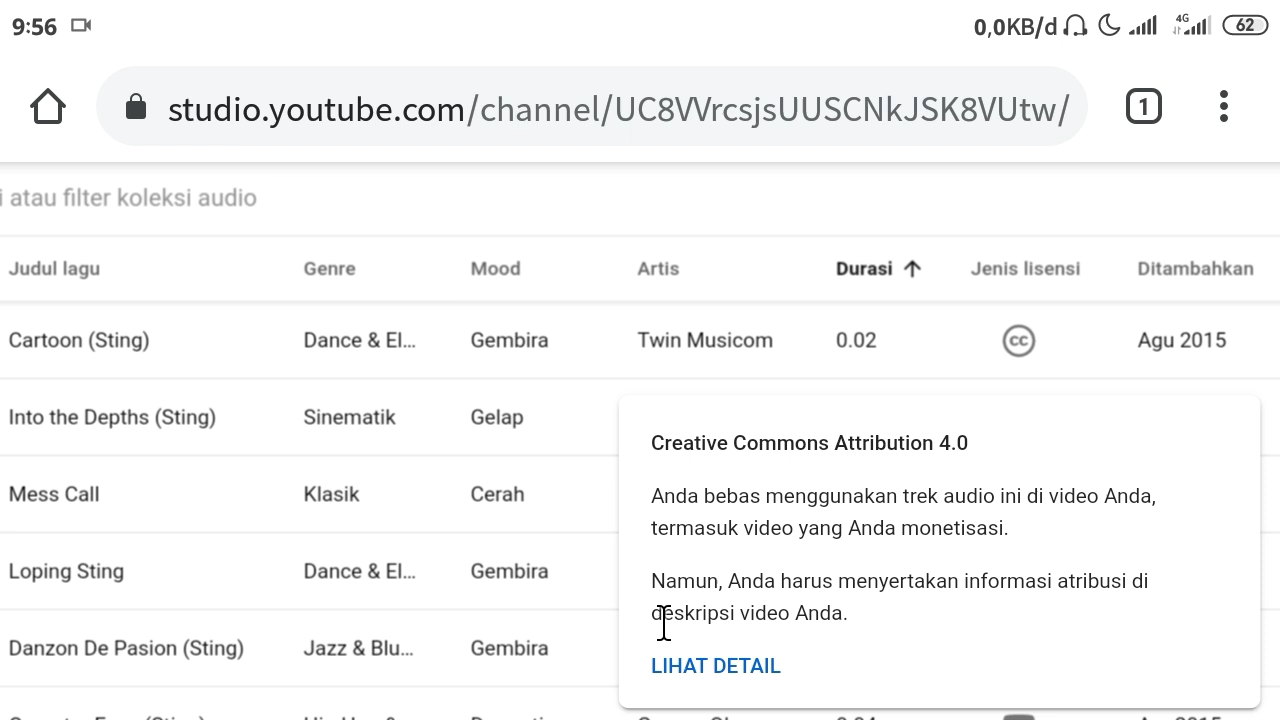 9:56 0,0KB/d 4G 62
studio.youtube.com/channel/UC8VVrcsjsUUSCNkJSK8VUtw/ 1
i atau filter koleksi audio
Judul lagu Genre Mood Artis Durasi Jenis lisensi Ditambahkan
Cartoon (Sting) Dance & El... Gembira Twin Musicom 0.02 cc Agu 2015
Into the Depths (Sting) Sinematik Gelap
Creative Commons Attribution 4.0
Mess Call Klasik Cerah
Anda bebas menggunakan trek audio ini di video Anda,
termasuk video yang Anda monetisasi.
Loping Sting Dance & El... Gembira
Namun, Anda harus menyertakan informasi atribusi di
deskripsi video Anda.
Danzon De Pasion (Sting) Jazz & Blu... Gembira
LIHAT DETAIL